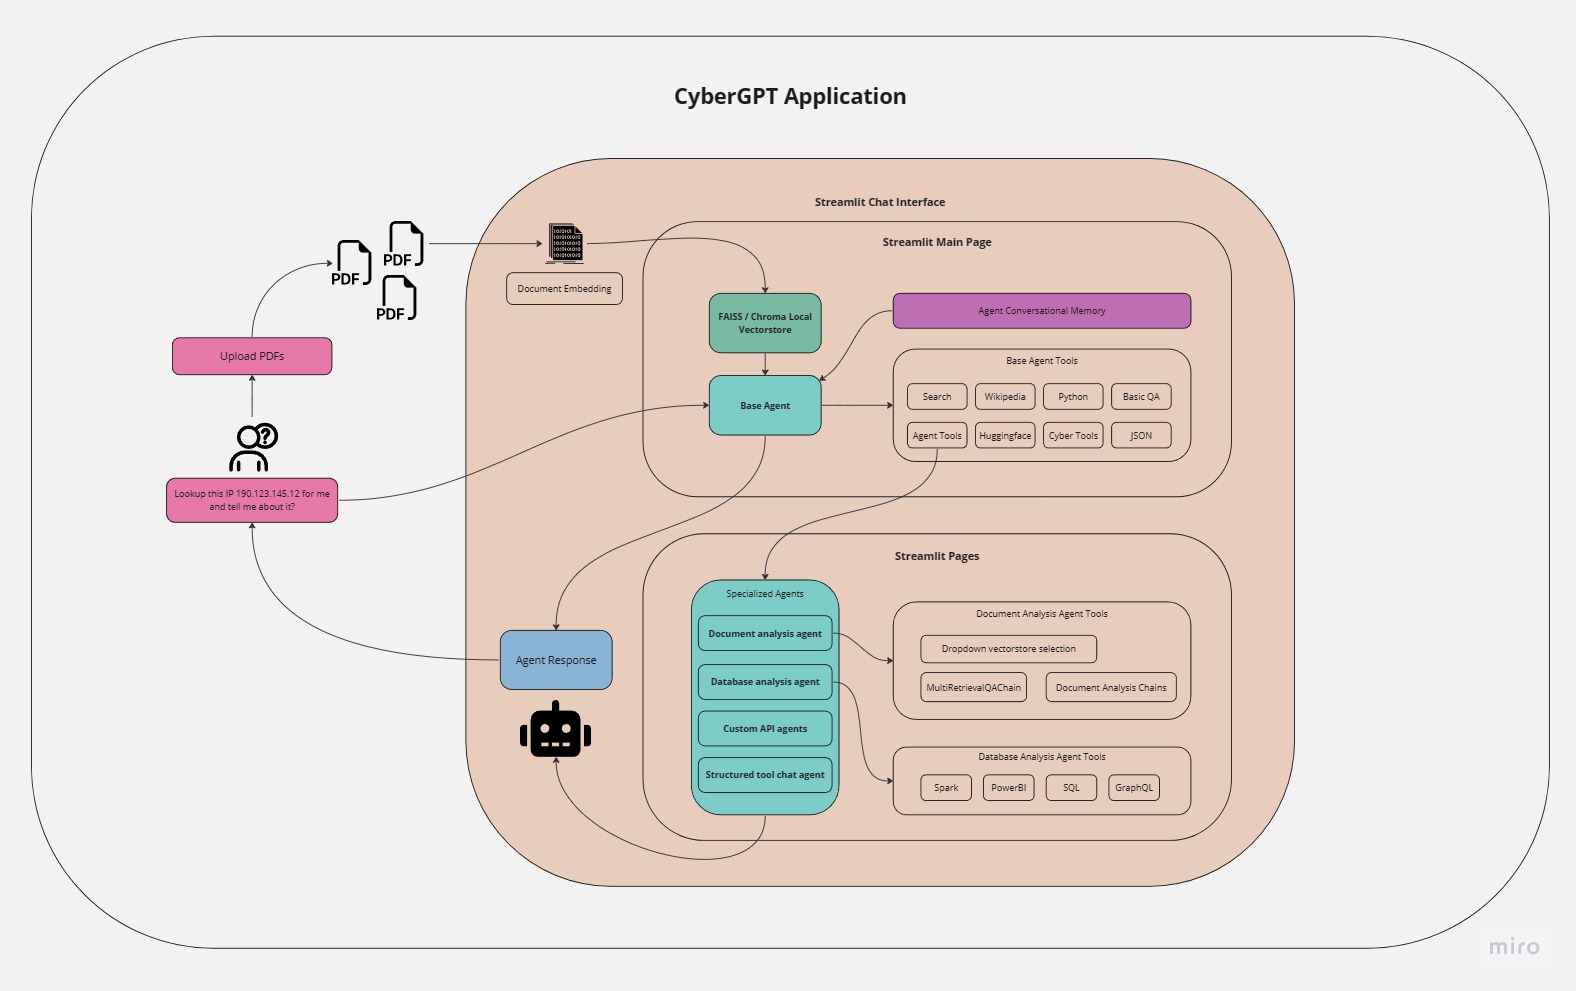 CyberGPT Application
Streamlit Chat Interface
Streamlit Main Page
PDF
PDF
PDF
Document Embedding
Upload PDFs
FAISS / Chroma Local
Vectorstore
Agent Conversational Memory
Base Agent
Base Agent Tools
Search
Wikipedia
Python
Basic QA
Agent Tools
Huggingface
Cyber Tools
JSON
?
Lookup this IP 190.123.145.12 for me
and tell me about it?
Streamlit Pages
Specialized Agents
Document analysis agent
Database analysis agent
Custom API agents
Structured tool chat agent
Document Analysis Agent Tools
Dropdown vectorstore selection
MultiRetrievalQAChain
Document Analysis Chains
Database Analysis Agent Tools
Spark
PowerBI
SQL
GraphQL
Agent Response
miro